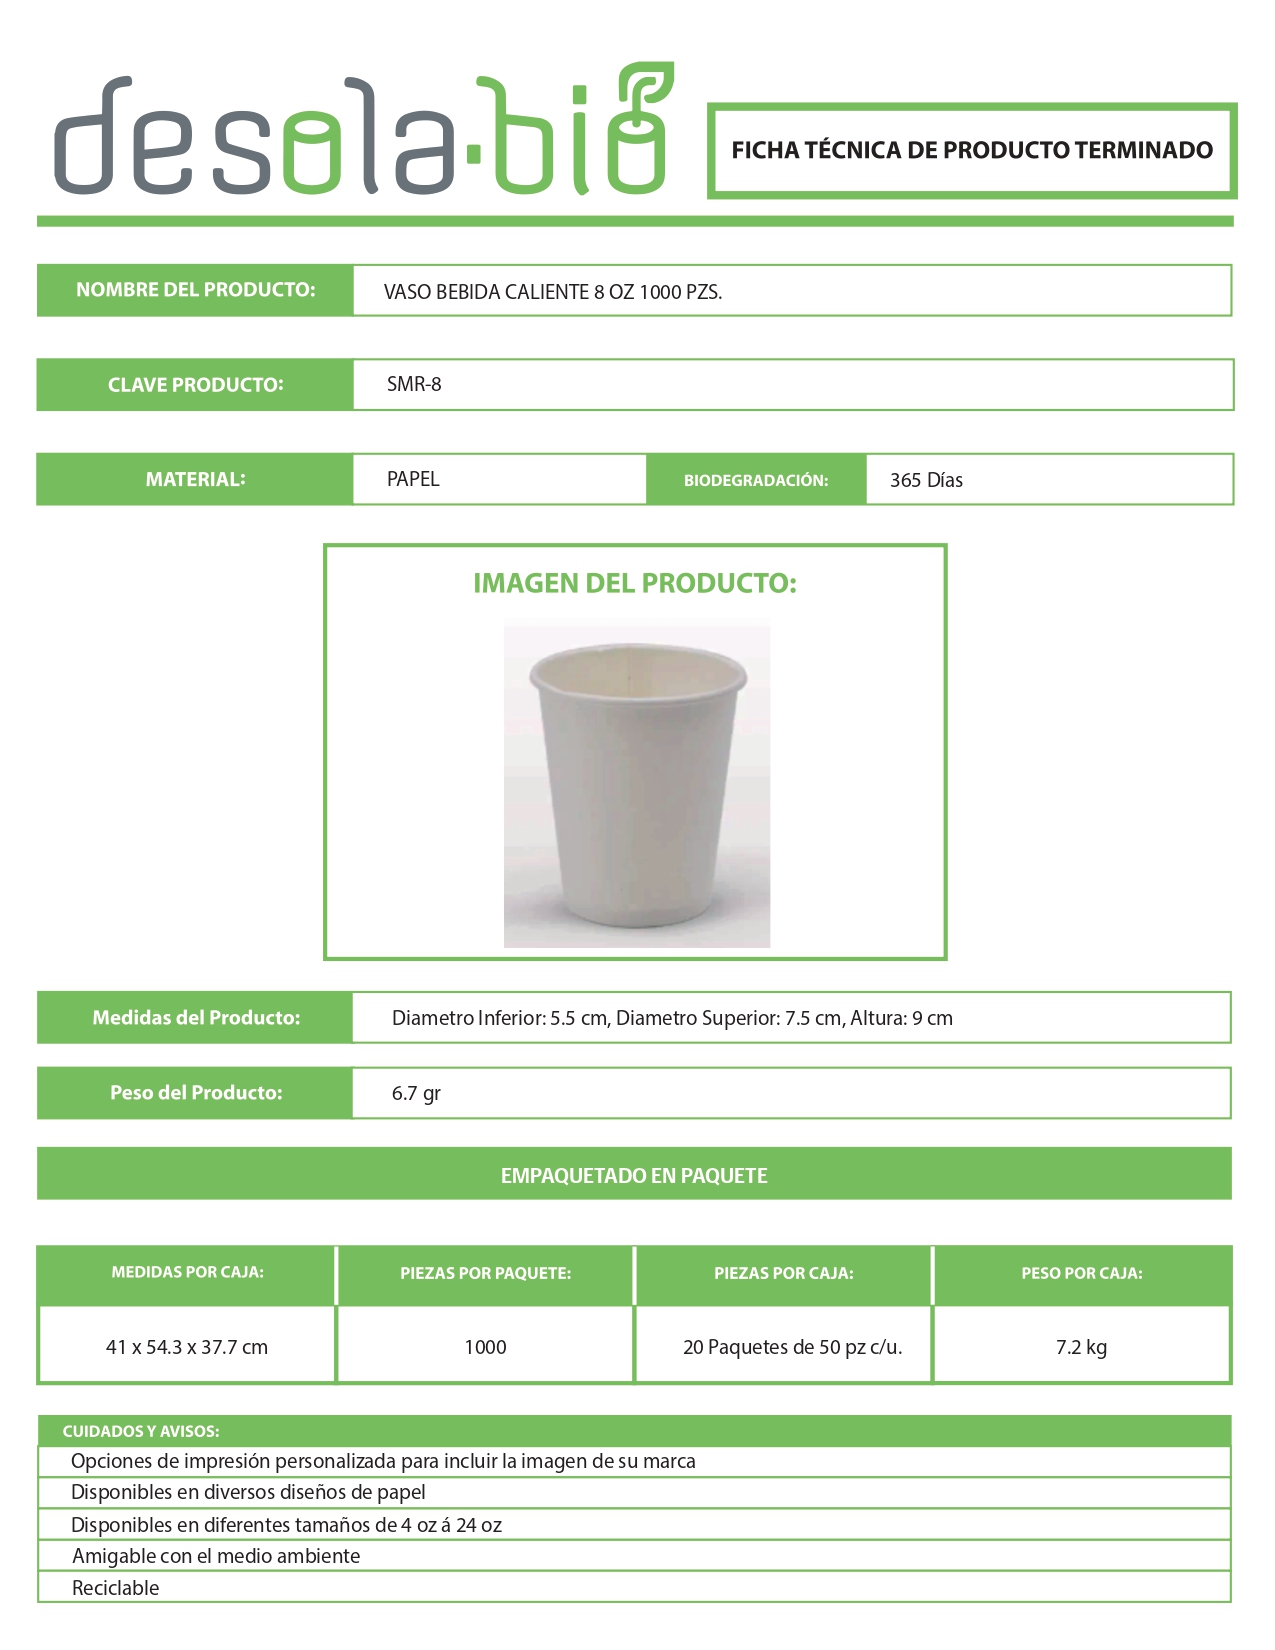 desola.bio
FICHA TÉCNICA DE PRODUCTO TERMINADO
NOMBRE DEL PRODUCTO: VASO BEBIDA CALIENTE 8 OZ 1000 PZS.
CLAVE PRODUCTO: SMR-8
MATERIAL: PAPEL BIODEGRADACIÓN: 365 Días
IMAGEN DEL PRODUCTO:
Medidas del Producto: Diametro Inferior: 5.5 cm, Diametro Superior: 7.5 cm, Altura: 9 cm
Peso del Producto: 6.7 gr
EMPAQUETADO EN PAQUETE
MEDIDAS POR CAJA: PIEZAS POR PAQUETE: PIEZAS POR CAJA: PESO POR CAJA:
41 x 54.3 x 37.7 cm 1000 20 Paquetes de 50 pz c/u. 7.2 kg
CUIDADOS Y AVISOS:
Opciones de impresión personalizada para incluir la imagen de su marca
Disponibles en diversos diseños de papel
Disponibles en diferentes tamaños de 4 oz á 24 oz
Amigable con el medio ambiente
Reciclable